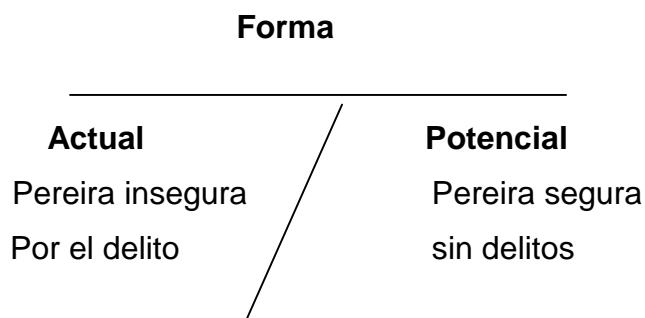 Forma
Actual
Potencial
Pereira insegura
Pereira segura
Por el delito
sin delitos